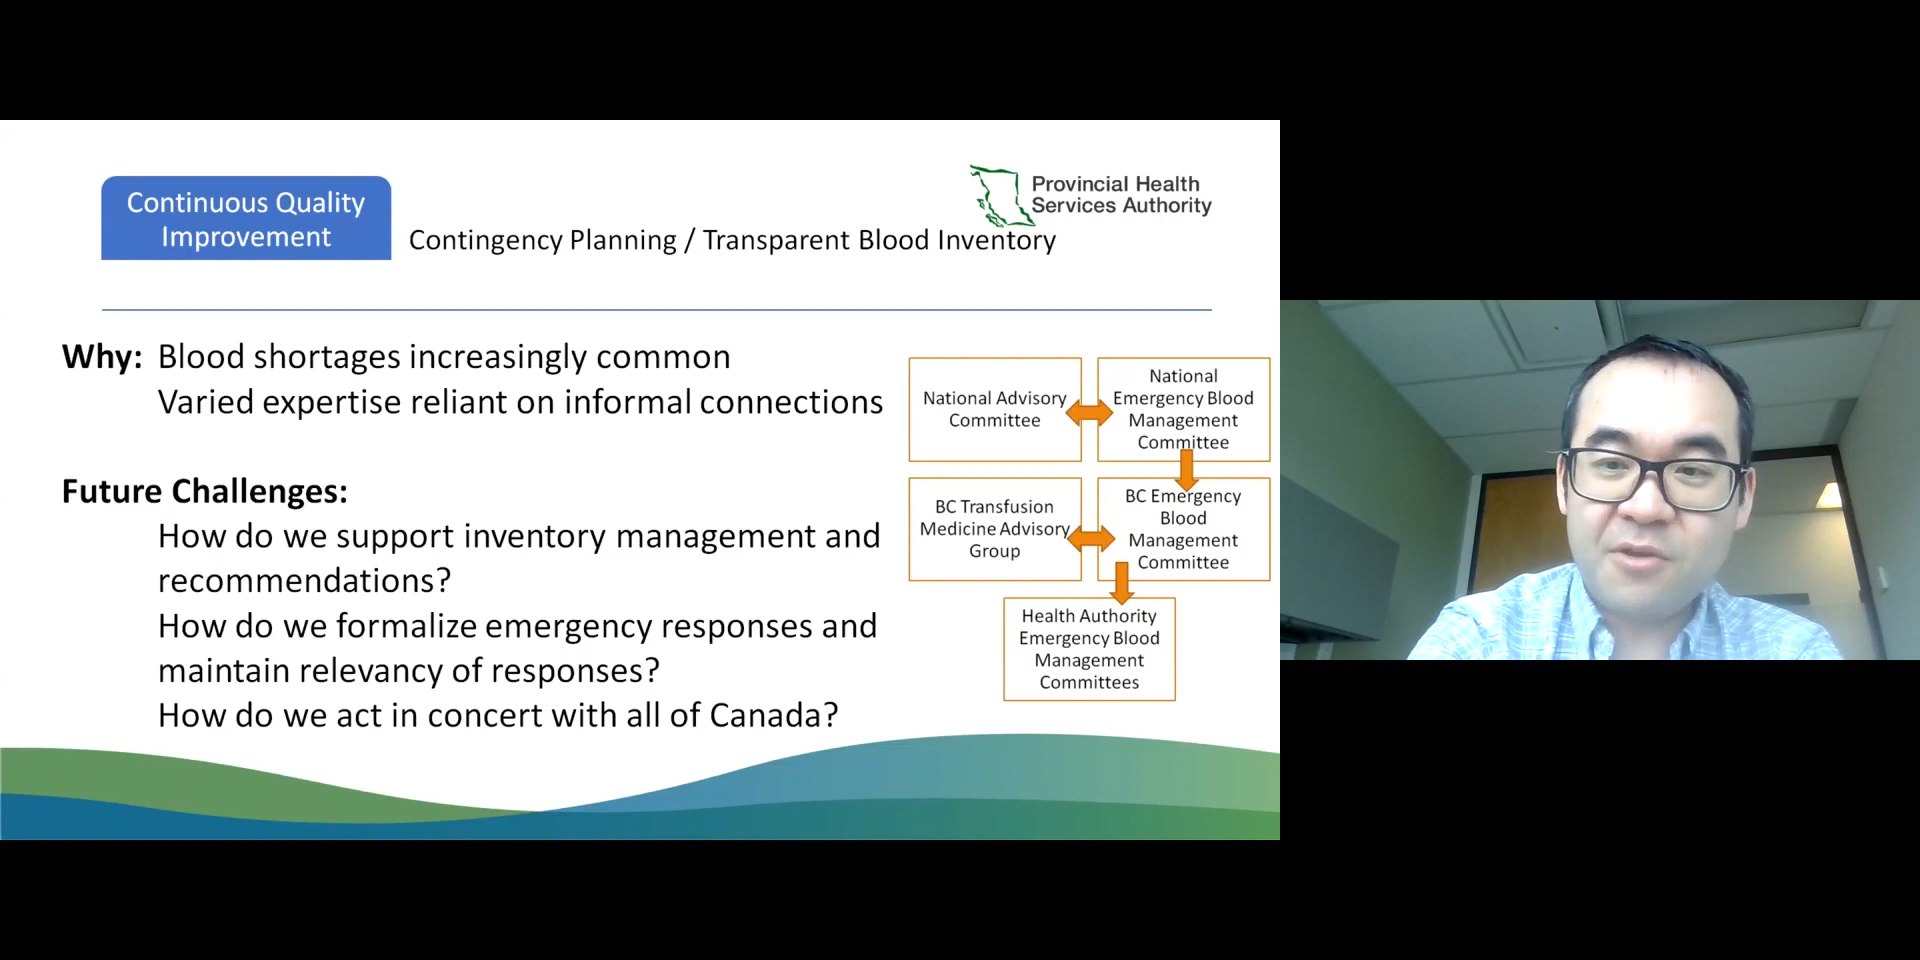 Continuous Quality
Improvement
Provincial Health
Services Authority
Contingency Planning / Transparent Blood Inventory
Why: Blood shortages increasingly common
Varied expertise reliant on informal connections
Future Challenges:
How do we support inventory management and
recommendations?
How do we formalize emergency responses and
maintain relevancy of responses?
How do we act in concert with all of Canada?
National Advisory
Committee
National
Emergency Blood
Management
Committee
BC Transfusion
Medicine Advisory
Group
BC Emergency
Blood
Management
Committee
Health Authority
Emergency Blood
Management
Committees